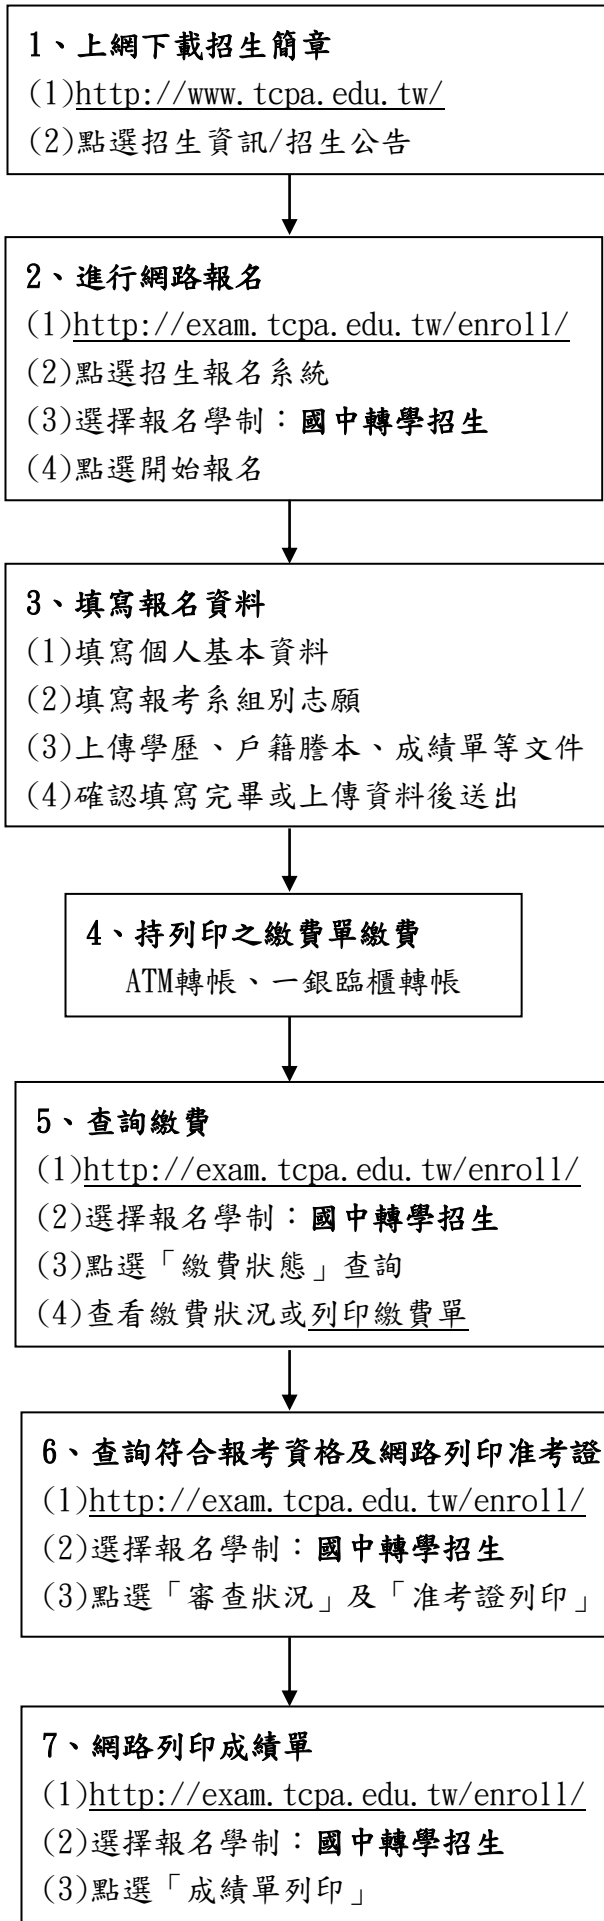 1、上網下載招生簡章
(1)http://www.tcpa.edu.tw/
(2)點選招生資訊/招生公告
2、進行網路報名
(1)http://exam.tcpa.edu.tw/enroll/
(2)點選招生報名系統
(3)選擇報名學制：國中轉學招生
(4)點選開始報名
3、填寫報名資料
(1)填寫個人基本資料
(2)填寫報考系組別志願
(3)上傳學歷、戶籍謄本、成績單等文件
(4)確認填寫完畢或上傳資料後送出
4、持列印之繳費單繳費
ATM轉帳、一銀臨櫃轉帳
5、查詢繳費
(1)http://exam.tcpa.edu.tw/enroll/
(2)選擇報名學制：國中轉學招生
(3)點選「繳費狀態」查詢
(4)查看繳費狀況或列印繳費單
6、查詢符合報考資格及網路列印准考證
(1)http://exam.tcpa.edu.tw/enroll/
(2)選擇報名學制：國中轉學招生
(3)點選「審查狀況」及「准考證列印」
7、網路列印成績單
(1)http://exam.tcpa.edu.tw/enroll/
(2)選擇報名學制：國中轉學招生
(3)點選「成績單列印」